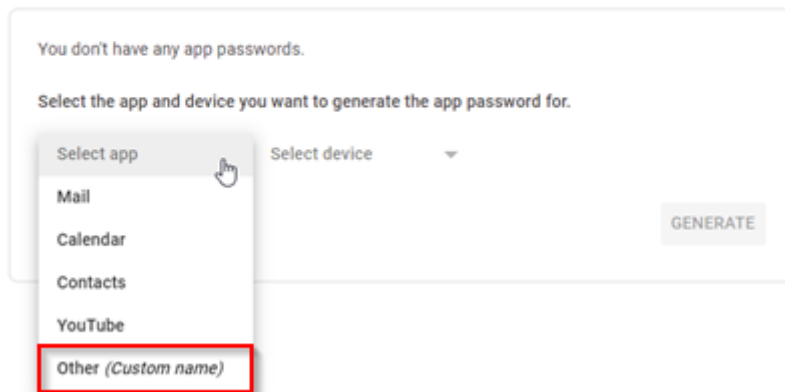 You don't have any app passwords.
Select the app and device you want to generate the app password for.
Select app
Select device
Mail
Calendar
GENERATE
Contacts
YouTube
Other (Custom name)